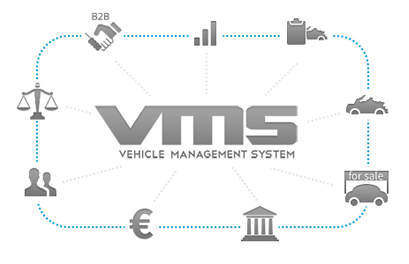 B2B
VMS
VEHICLE MANAGEMENT SYSTEM
for sale
€